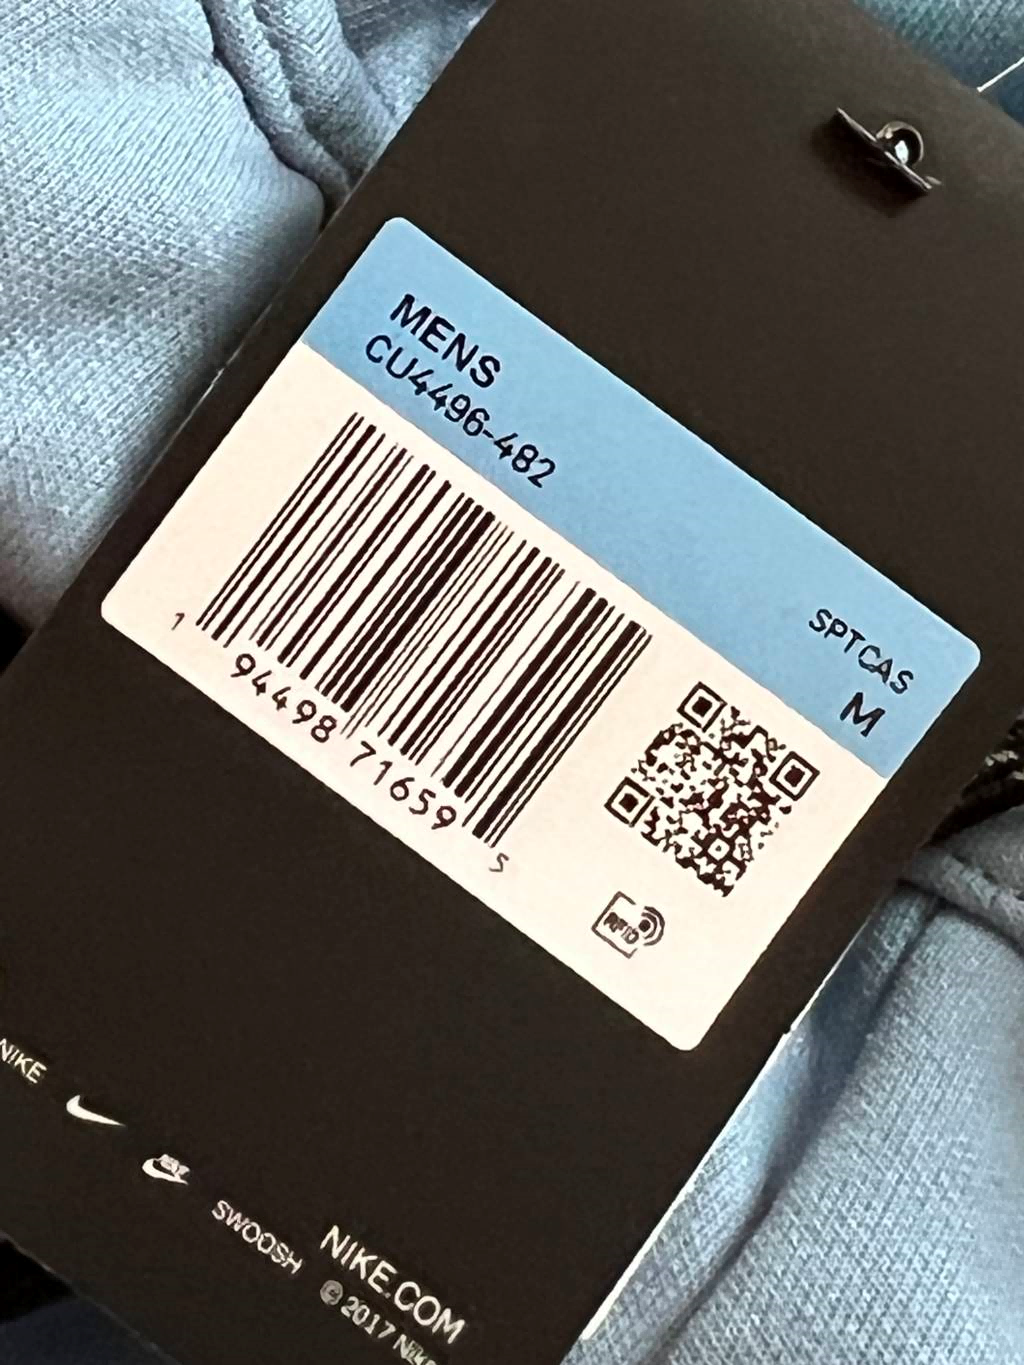 MENS
CU4496-482
SPTCAS
M
1 94498 71659 5
RFID
NIKE
SWOOSH
NIKE.COM
© 2017 NIKE